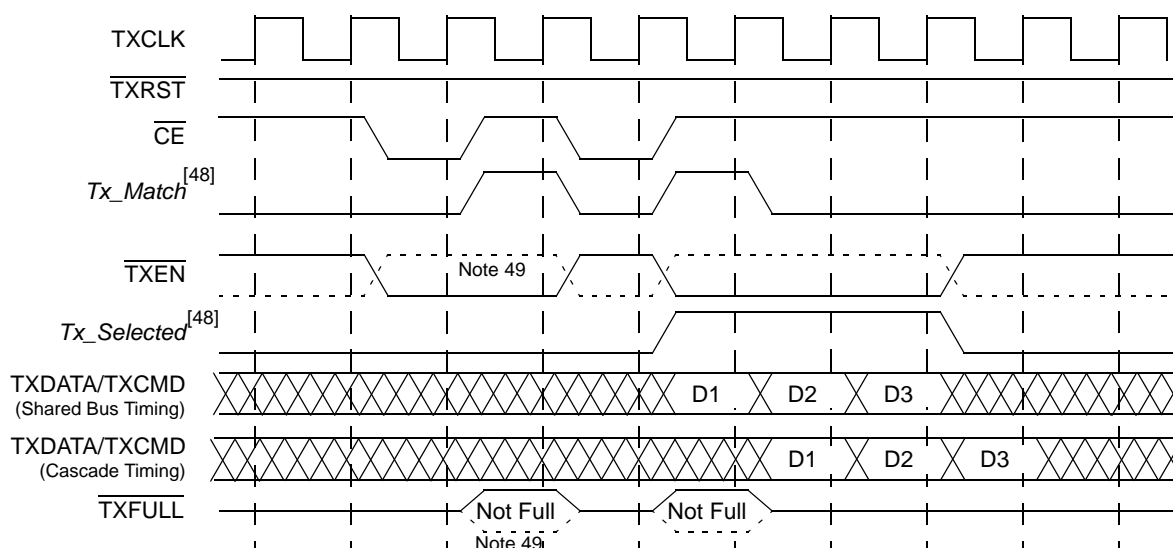 TXCLK
TXRST
CE
Tx_Match[48]
TXEN
Note 49
Tx_Selected[48]
TXDATA/TXCMD
(Shared Bus Timing)
D1 D2 D3
TXDATA/TXCMD
(Cascade Timing)
D1 D2 D3
TXFULL
Not Full Not Full
Note 49